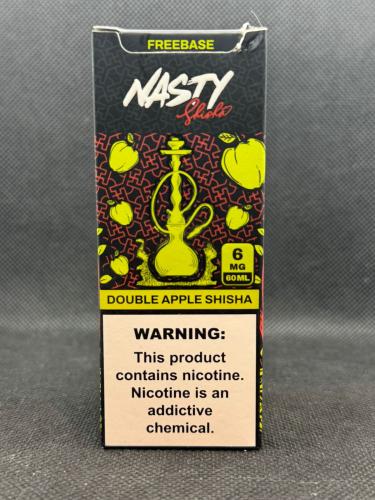 FREEBASE
NASTY
Shisha
6
MG
60ML
DOUBLE APPLE SHISHA
WARNING:
This product
contains nicotine.
Nicotine is an
addictive
chemical.